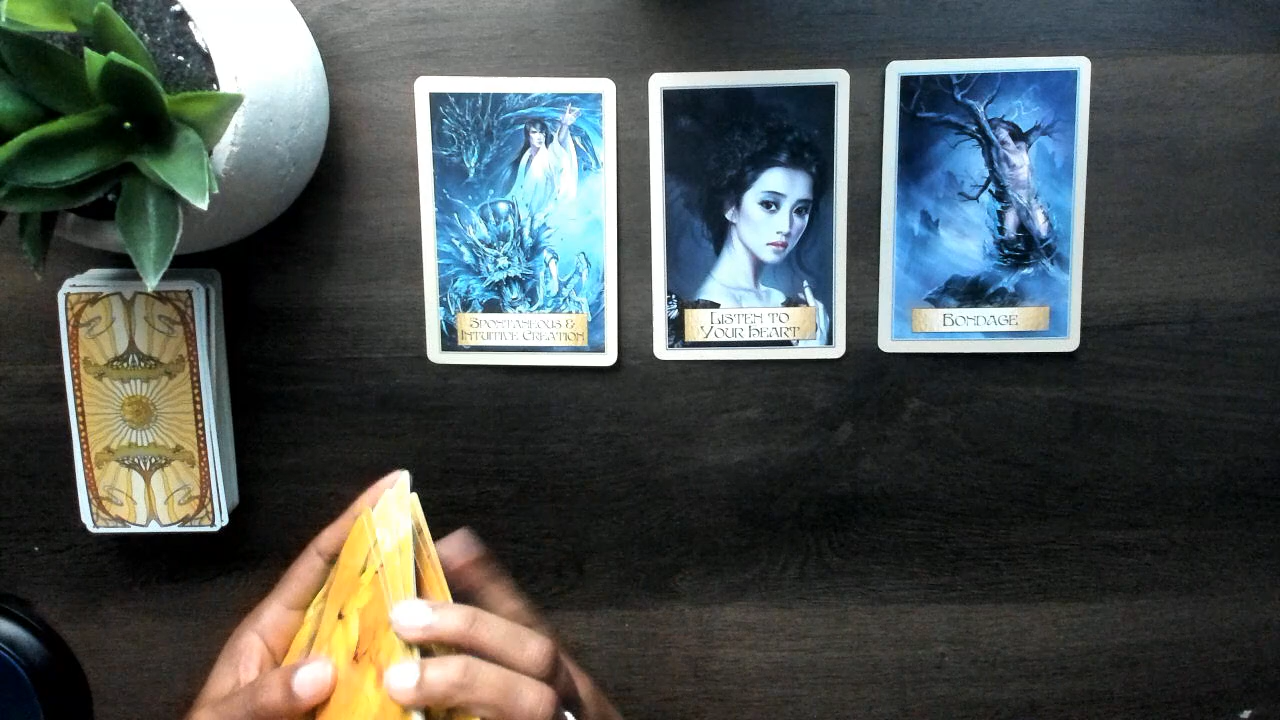 SPONTANEOUS &
INTUITIVE CREATION
LISTEN TO
YOUR HEART
BONDAGE